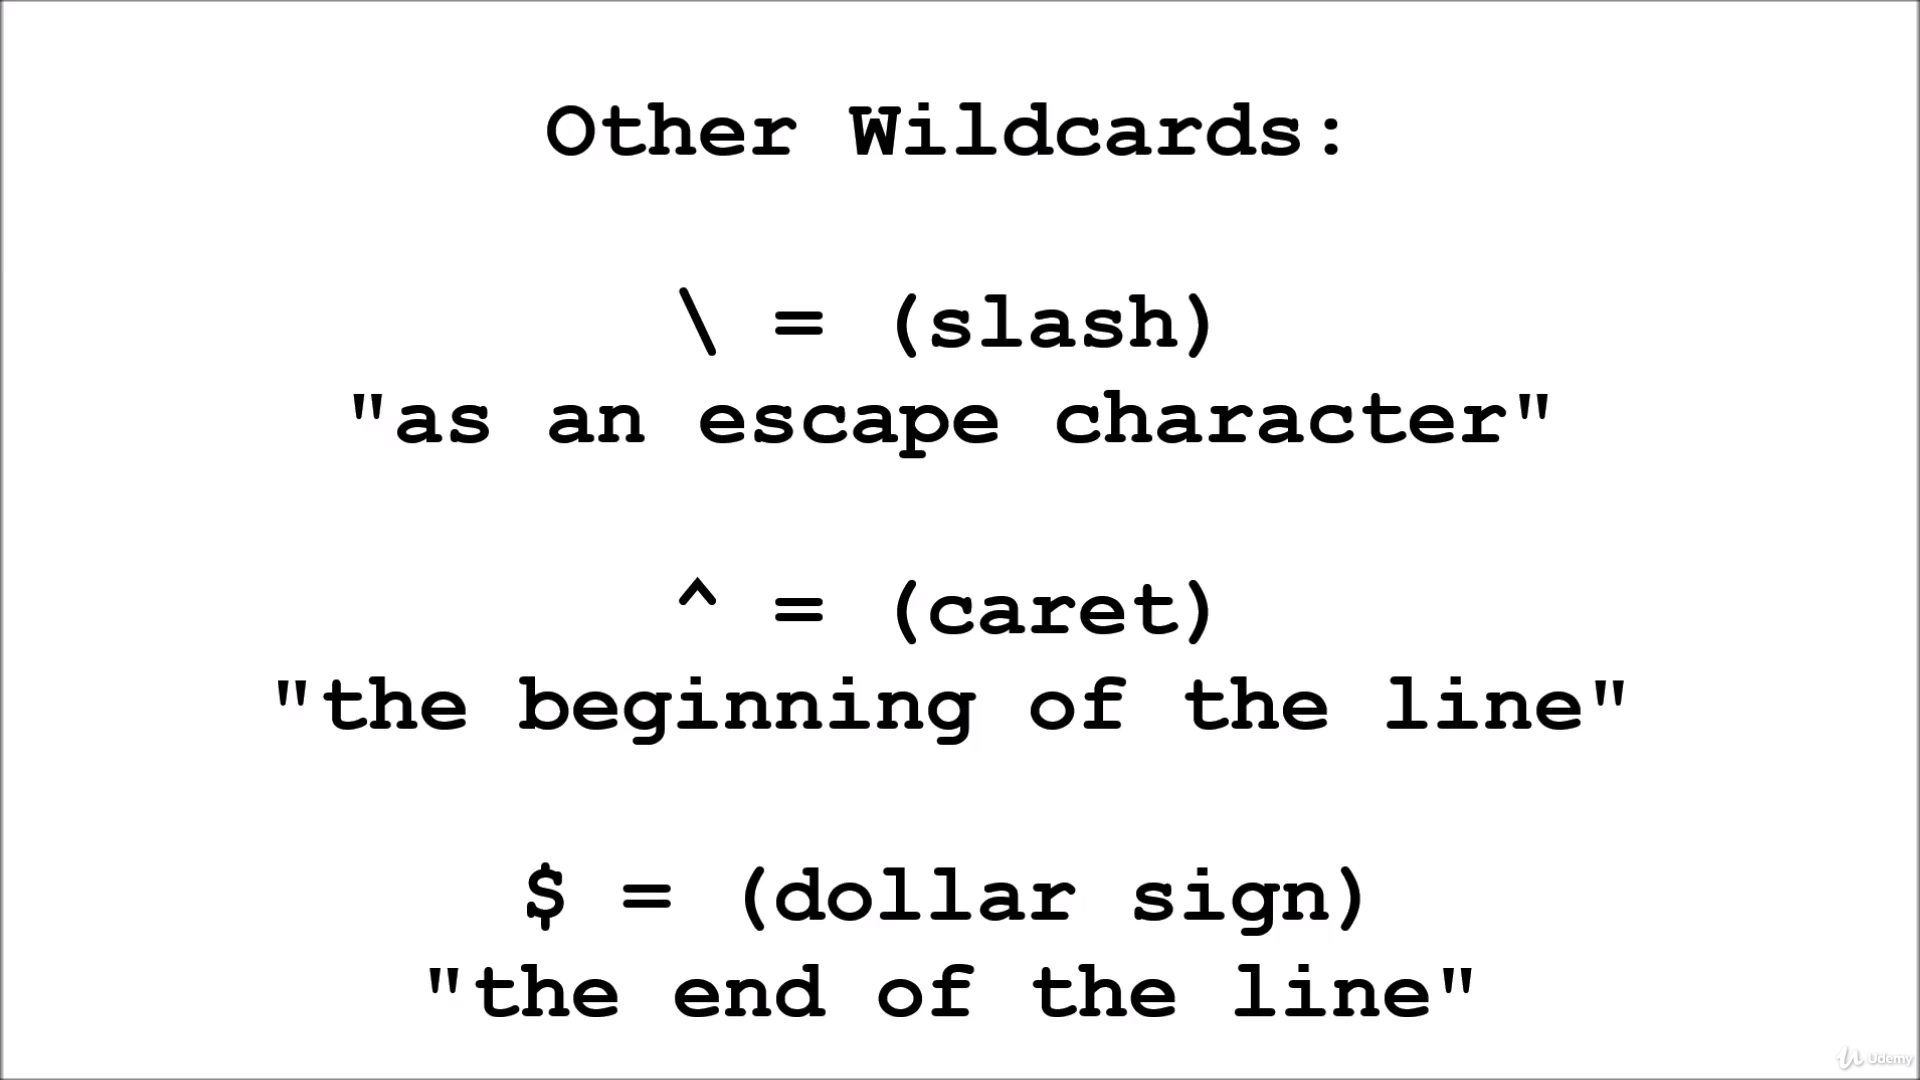 Other Wildcards:
\ = (slash)
"as an escape character"
^ = (caret)
"the beginning of the line"
$ = (dollar sign)
"the end of the line"
Udemy